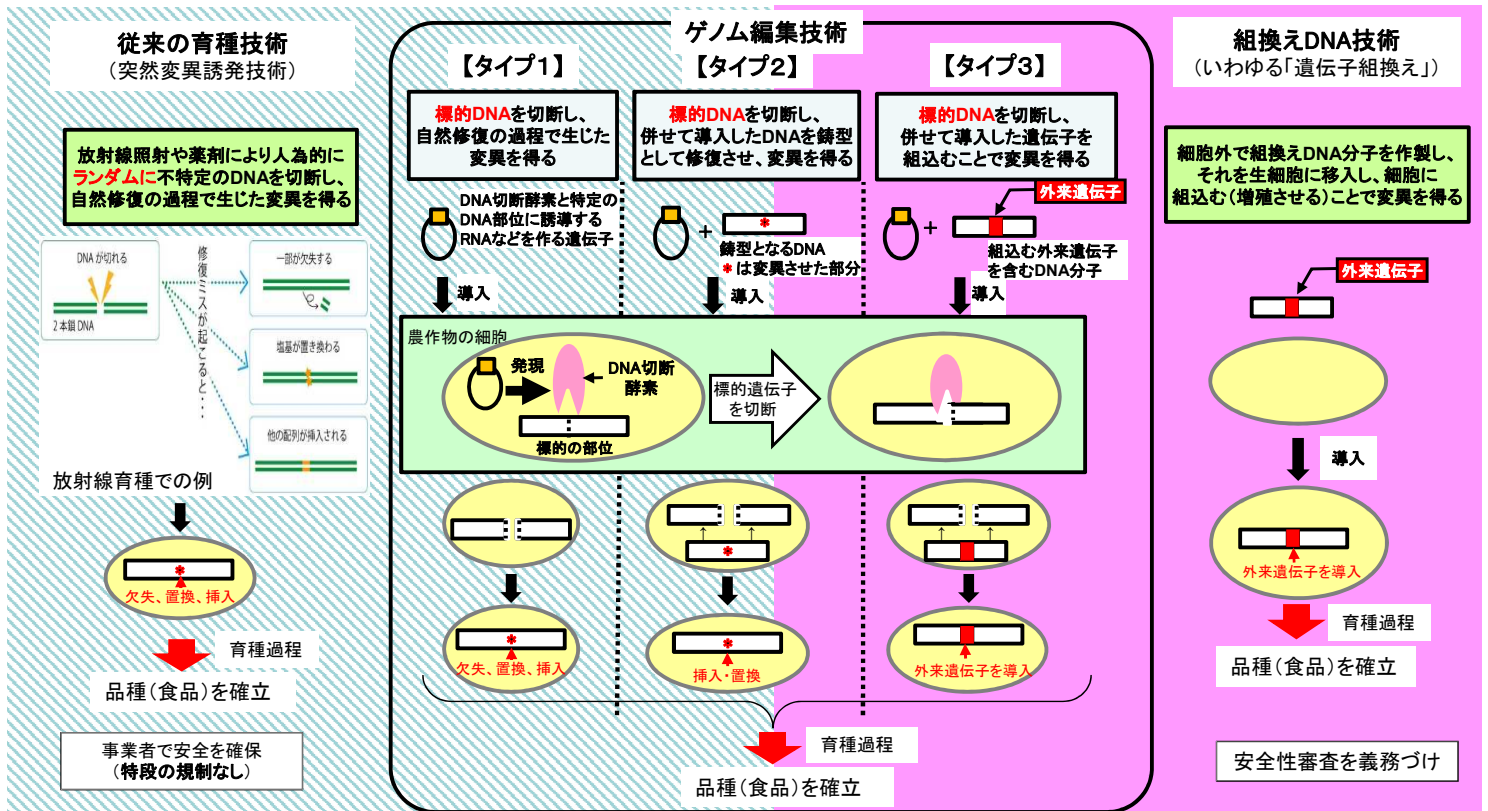 従来の育種技術
（突然変異誘発技術）
放射線照射や薬剤により人為的に
ランダムに不特定のDNAを切断し、
自然修復の過程で生じた変異を得る
DNAが切れる
2本鎖DNA
修復ミスが起こると・・・
一部が欠失する
塩基が置き換わる
他の配列が挿入される
放射線育種での例
欠失、置換、挿入
育種過程
品種（食品）を確立
事業者で安全を確保
（特段の規制なし）
ゲノム編集技術
【タイプ1】
標的DNAを切断し、
自然修復の過程で生じた
変異を得る
DNA切断酵素と特定の
DNA部位に誘導する
RNAなどを作る遺伝子
導入
【タイプ2】
標的DNAを切断し、
併せて導入したDNAを鋳型
として修復させ、変異を得る
+
*
鋳型となるDNA
*は変異させた部分
導入
【タイプ3】
標的DNAを切断し、
併せて導入した遺伝子を
組込むことで変異を得る
外来遺伝子
+
組込む外来遺伝子
を含むDNA分子
導入
農作物の細胞
発現
DNA切断
酵素
標的の部位
標的遺伝子
を切断
*
欠失、置換、挿入
*
*
挿入・置換
外来遺伝子を導入
育種過程
品種（食品）を確立
組換えDNA技術
（いわゆる「遺伝子組換え」）
細胞外で組換えDNA分子を作製し、
それを生細胞に移入し、細胞に
組込む（増殖させる）ことで変異を得る
外来遺伝子
導入
外来遺伝子を導入
育種過程
品種（食品）を確立
安全性審査を義務づけ